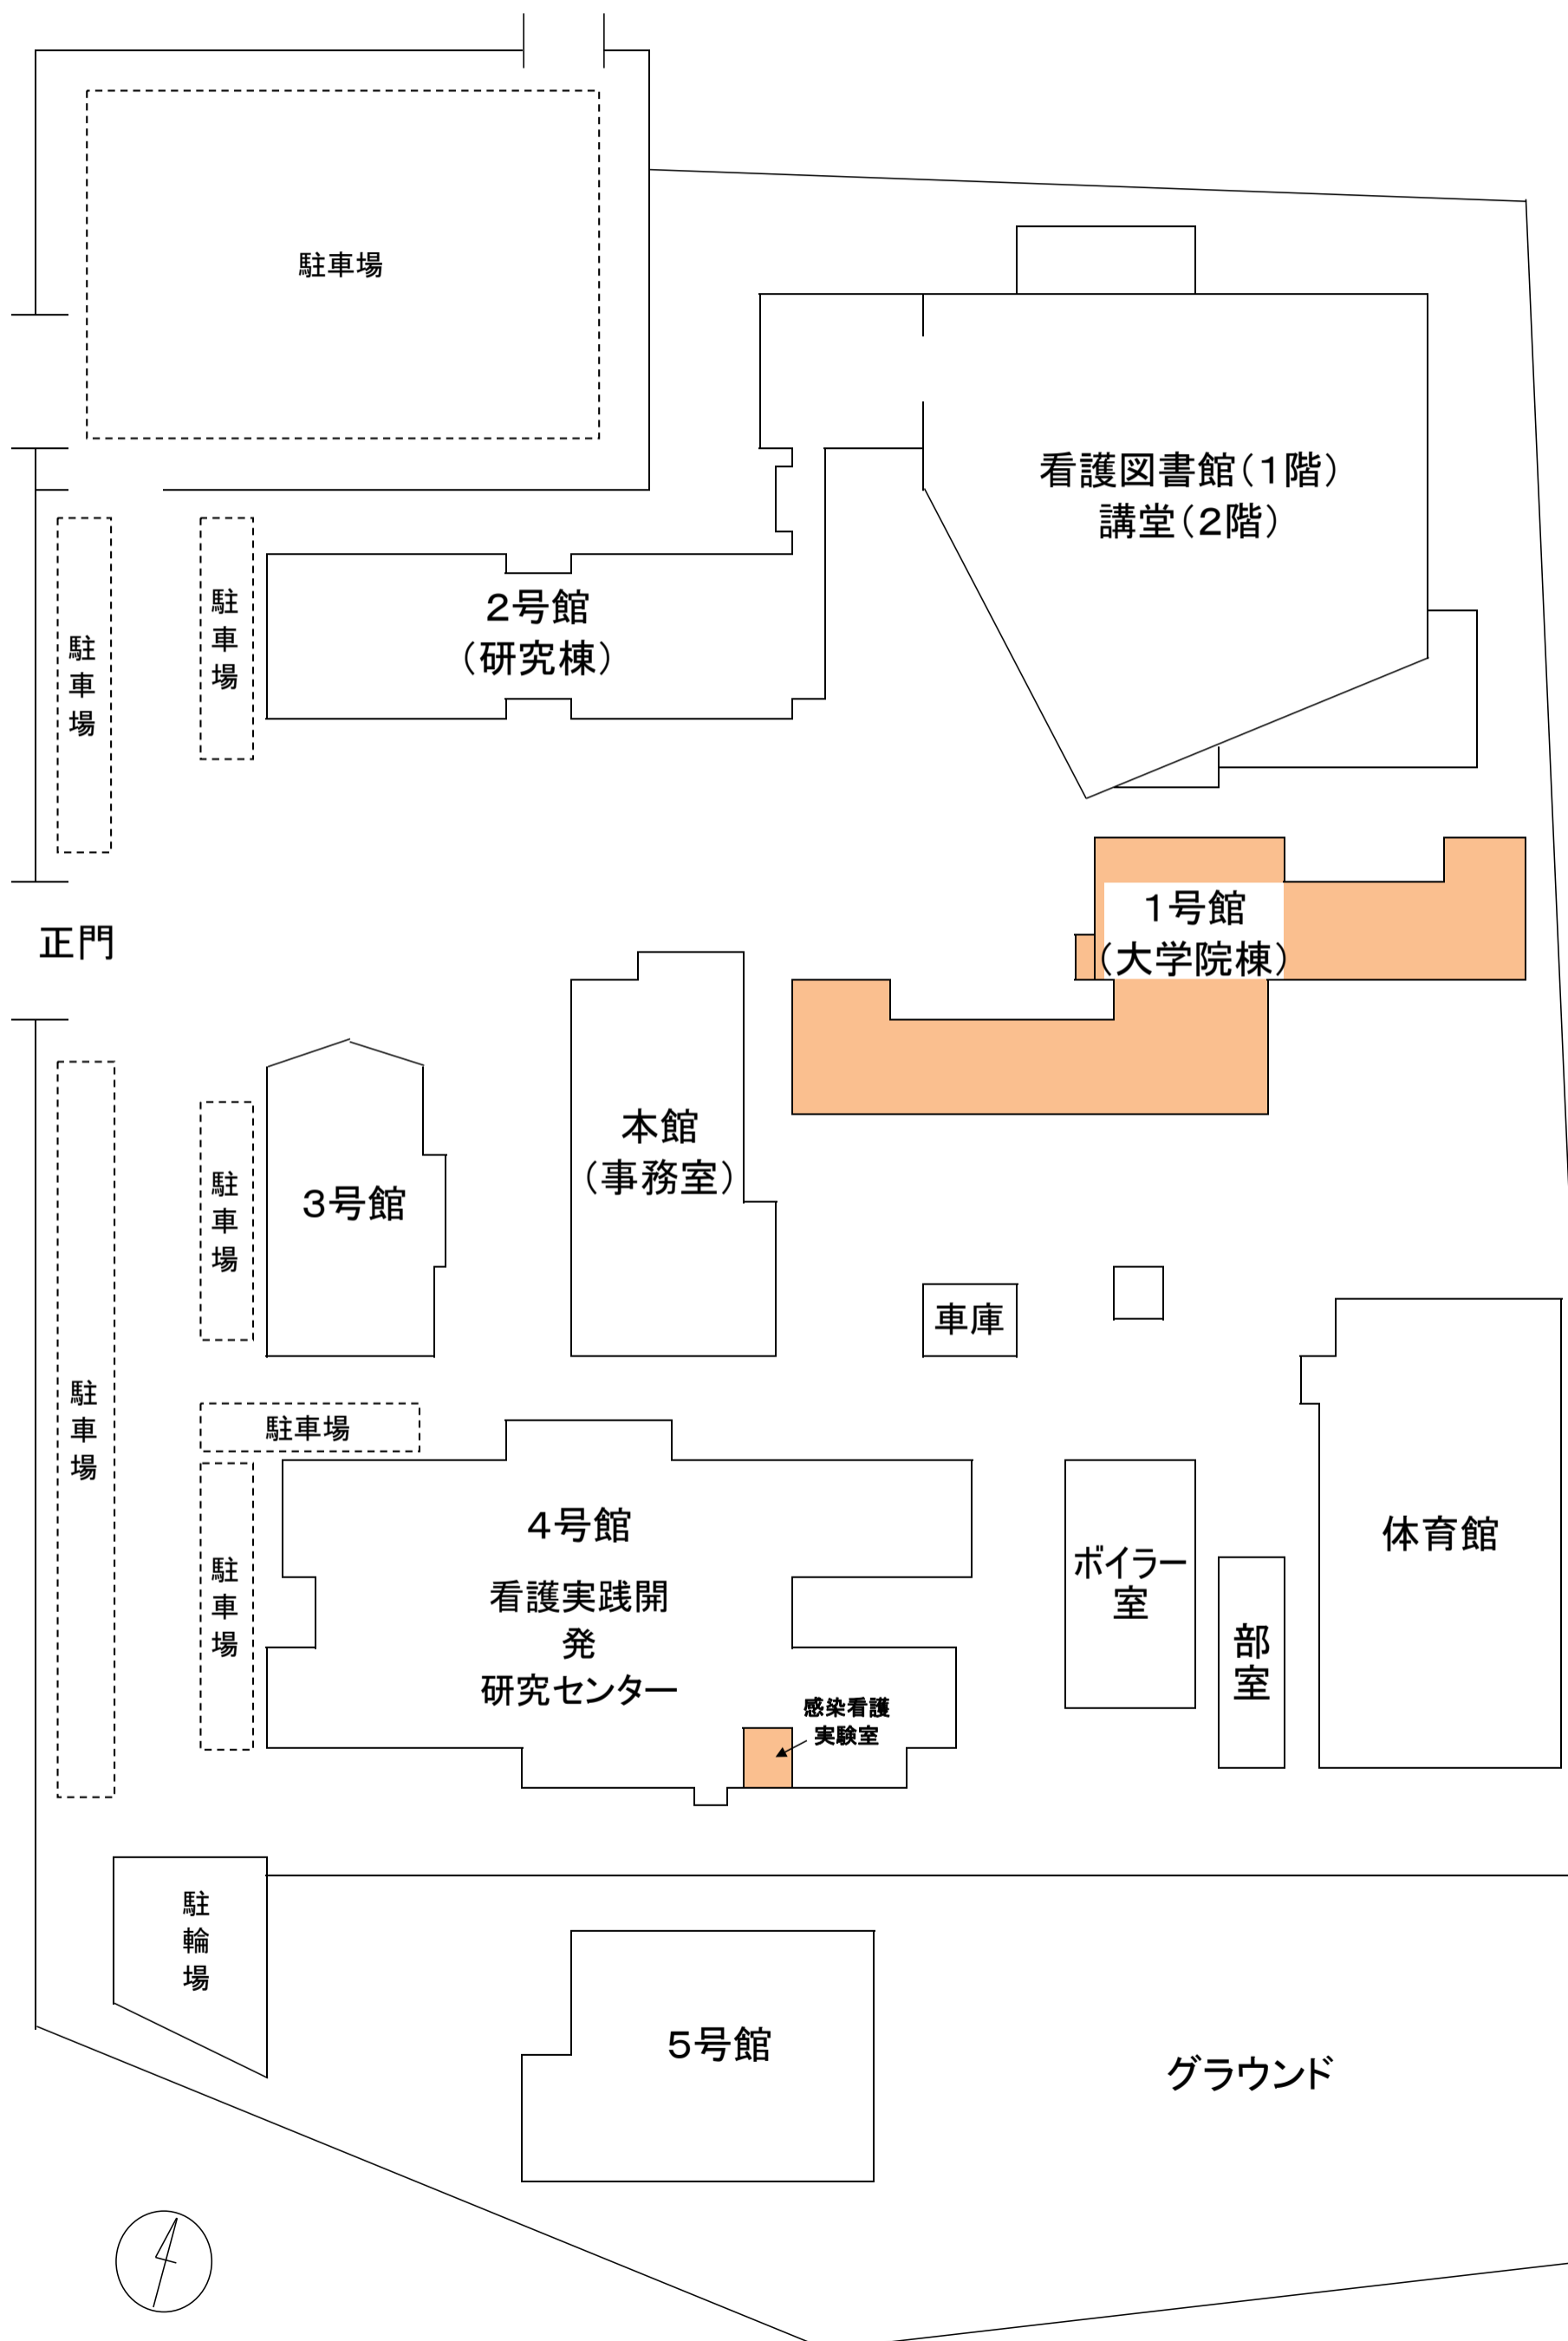 駐車場
看護図書館（１階）
講堂（２階）
２号館
（研究棟）
駐車場
駐車場
１号館
（大学院棟）
正門
本館
（事務室）
３号館
駐車場
車庫
駐車場
駐車場
４号館
看護実践開
発
研究センター
駐車場
感染看護
実験室
ボイラー
室
部室
体育館
駐輪場
５号館
グラウンド